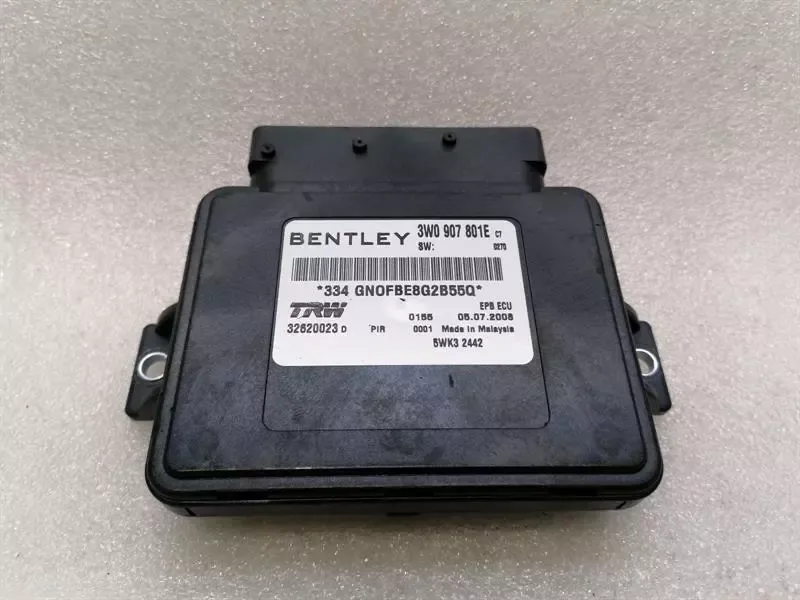 BENTLEY 3W0 907 801E C7
SW: 0270
*334 GN0FBE8G2B55Q*
TRW EPB ECU
0155 05.07.2008
32620023 D PIR 0001 Made in Malaysia
5WK3 2442